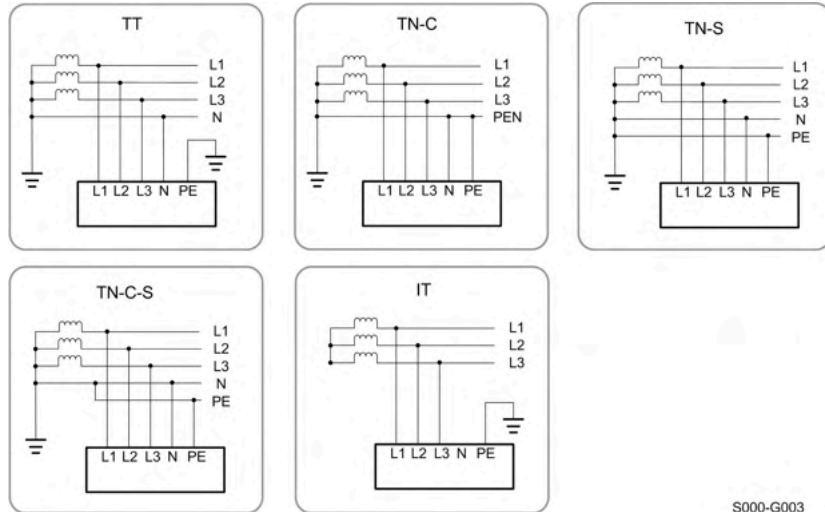 TT
L1
L2
L3
N
L1 L2 L3 N PE
TN-C
L1
L2
L3
PEN
L1 L2 L3 N PE
TN-S
L1
L2
L3
N
PE
L1 L2 L3 N PE
TN-C-S
L1
L2
L3
N
PE
L1 L2 L3 N PE
IT
L1
L2
L3
L1 L2 L3 N PE
S000-G003